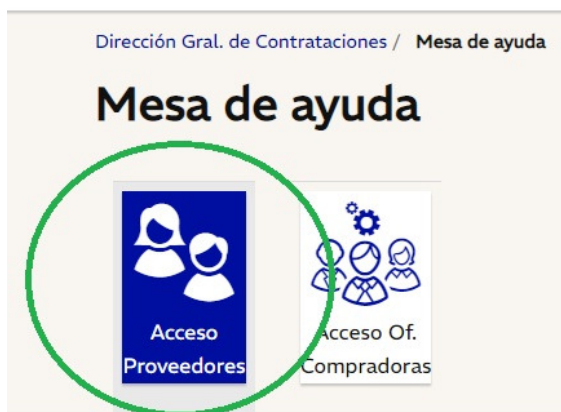 Dirección Gral. de Contrataciones / Mesa de ayuda
Mesa de ayuda
Acceso
Proveedores
Acceso Of.
Compradoras